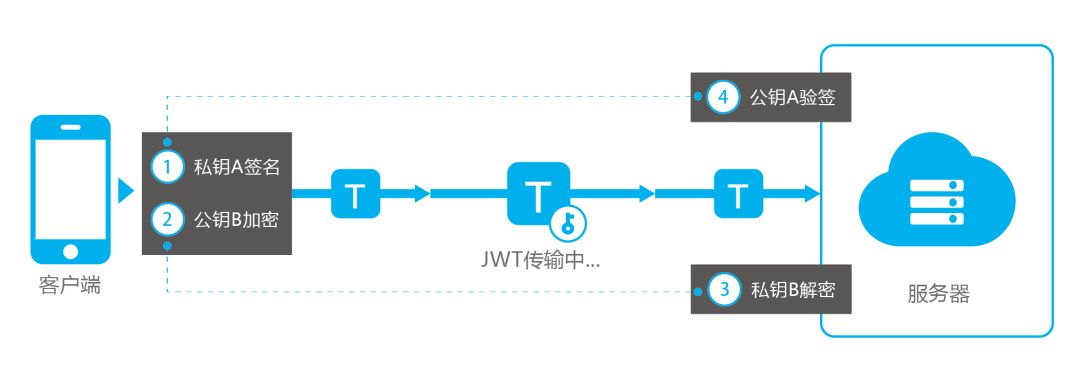 4 公钥A验签
1 私钥A签名
2 公钥B加密
T
T
T
JWT传输中...
客户端
3 私钥B解密
服务器